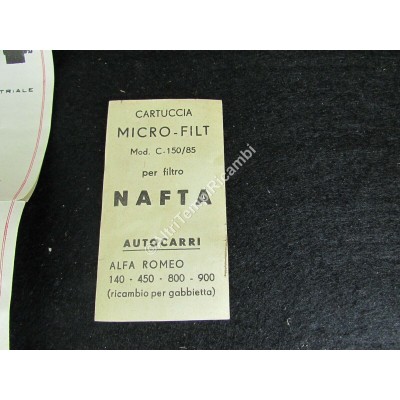 TRIALE
CARTUCCIA
MICRO-FILT
Mod. C-150/85
per filtro
NAFTA
AUTOCARRI
ALFA ROMEO
140 - 450 - 800 - 900
(ricambio per gabbietta)
AltriTempiRicambi